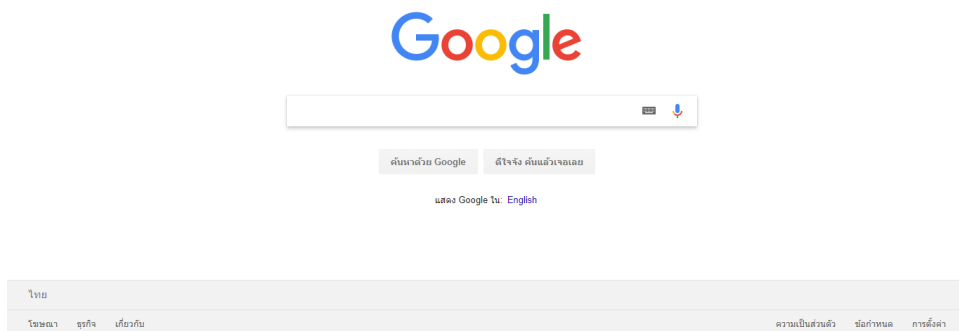 Google
ค้นหาด้วย Google ดีใจจัง ค้นแล้วเจอเลย
แสดง Google ใน: English
ไทย
โฆษณา ธุรกิจ เกี่ยวกับ ความเป็นส่วนตัว ข้อกำหนด การตั้งค่า